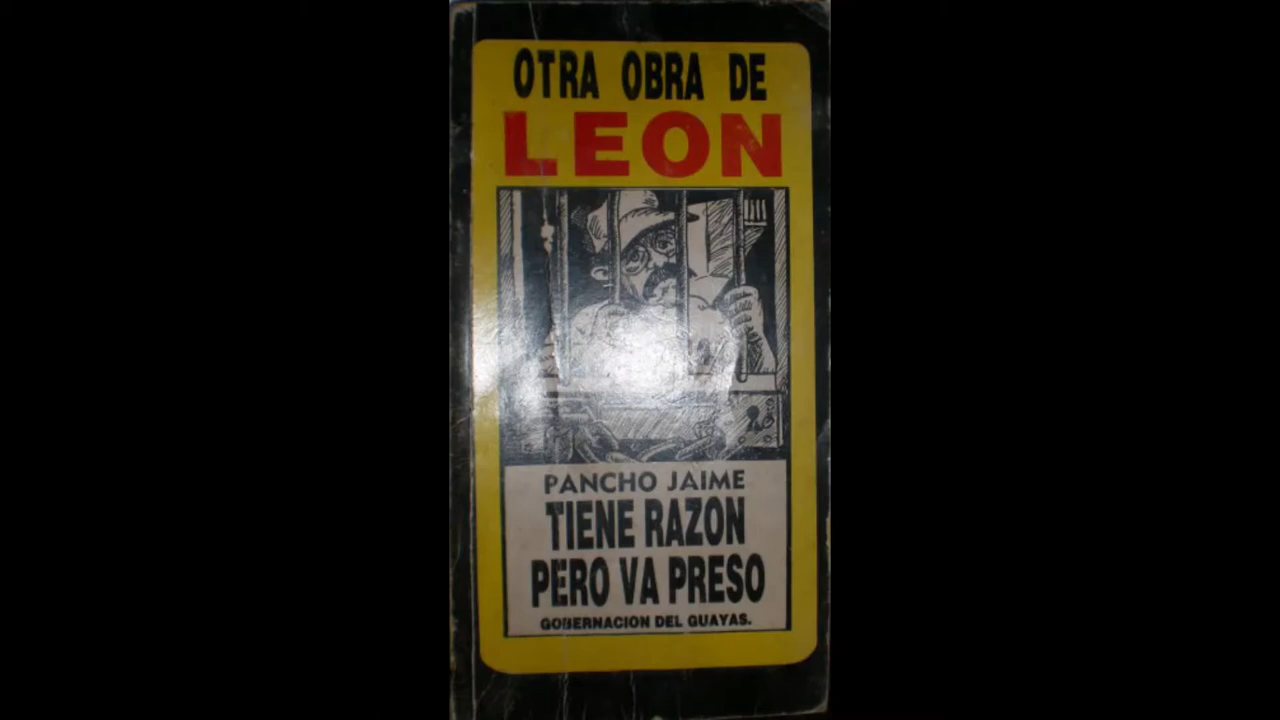 OTRA OBRA DE
LEON
PANCHO JAIME
TIENE RAZON
PERO VA PRESO
GOBERNACION DEL GUAYAS.